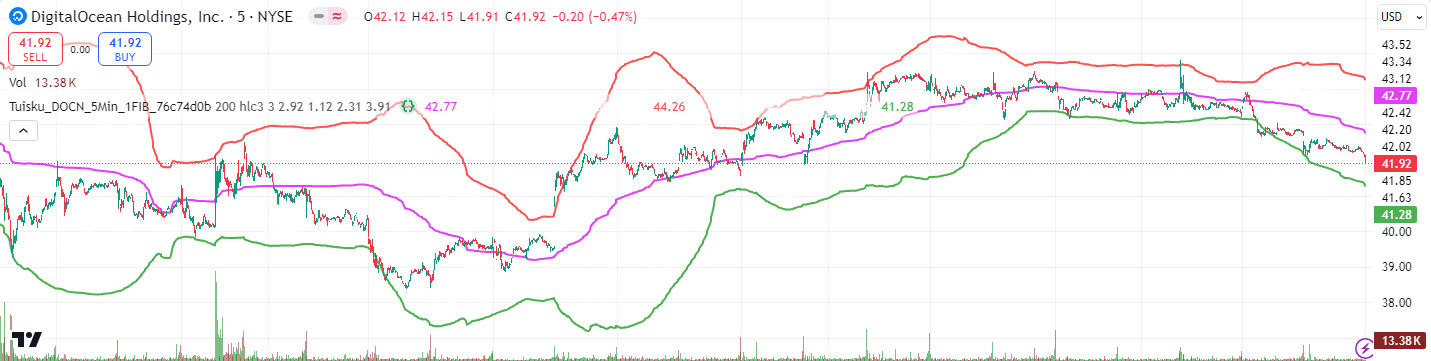 DigitalOcean Holdings, Inc. · 5 · NYSE O42.12 H42.15 L41.91 C41.92 −0.20 (−0.47%)
USD
41.92
SELL
0.00
41.92
BUY
Vol 13.38K
Tuisku_DOCN_5Min_1FIB_76c74d0b 200 hlc3 3 2.92 1.12 2.31 3.91 {} 42.77 44.26 41.28
43.52
43.34
43.12
42.77
42.42
42.20
42.02
41.92
41.85
41.63
41.28
40.00
39.00
38.00
13.38K